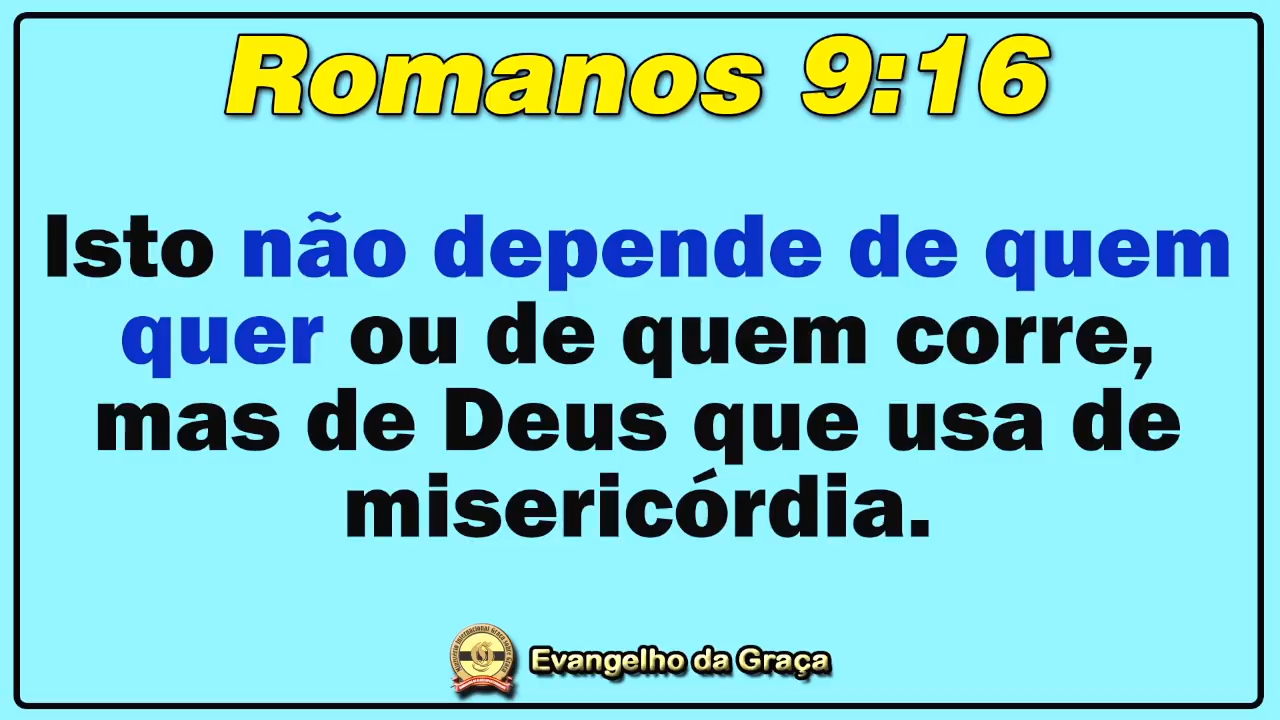 Romanos 9:16
Isto não depende de quem
quer ou de quem corre,
mas de Deus que usa de
misericórdia.
Evangelho da Graça